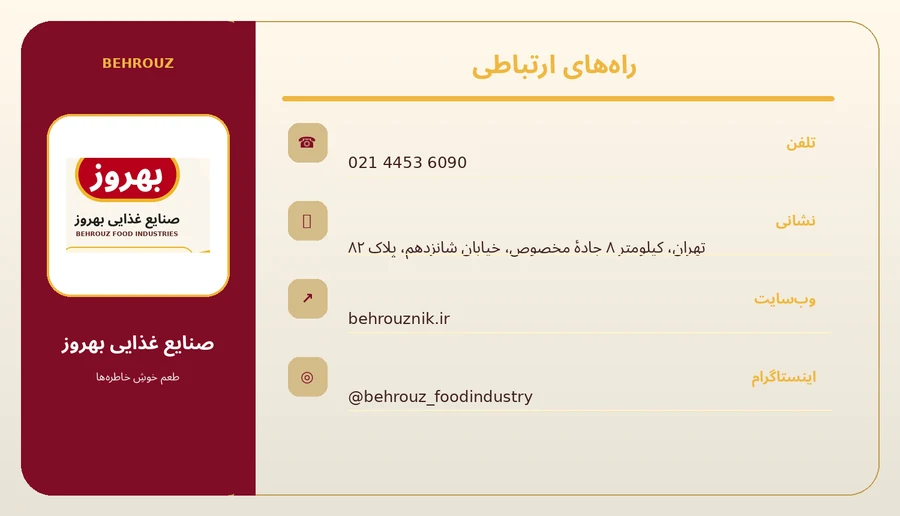 BEHROUZ
بهروز
صنایع غذایی بهروز
BEHROUZ FOOD INDUSTRIES
صنایع غذایی بهروز
طعم خوش خاطره‌ها
راه‌های ارتباطی
تلفن
021 4453 6090
نشانی
تهران، کیلومتر ۸ جادهٔ مخصوص، خیابان شانزدهم، پلاک ۸۲
وب‌سایت
behrouznik.ir
اینستاگرام
@behrouz_foodindustry